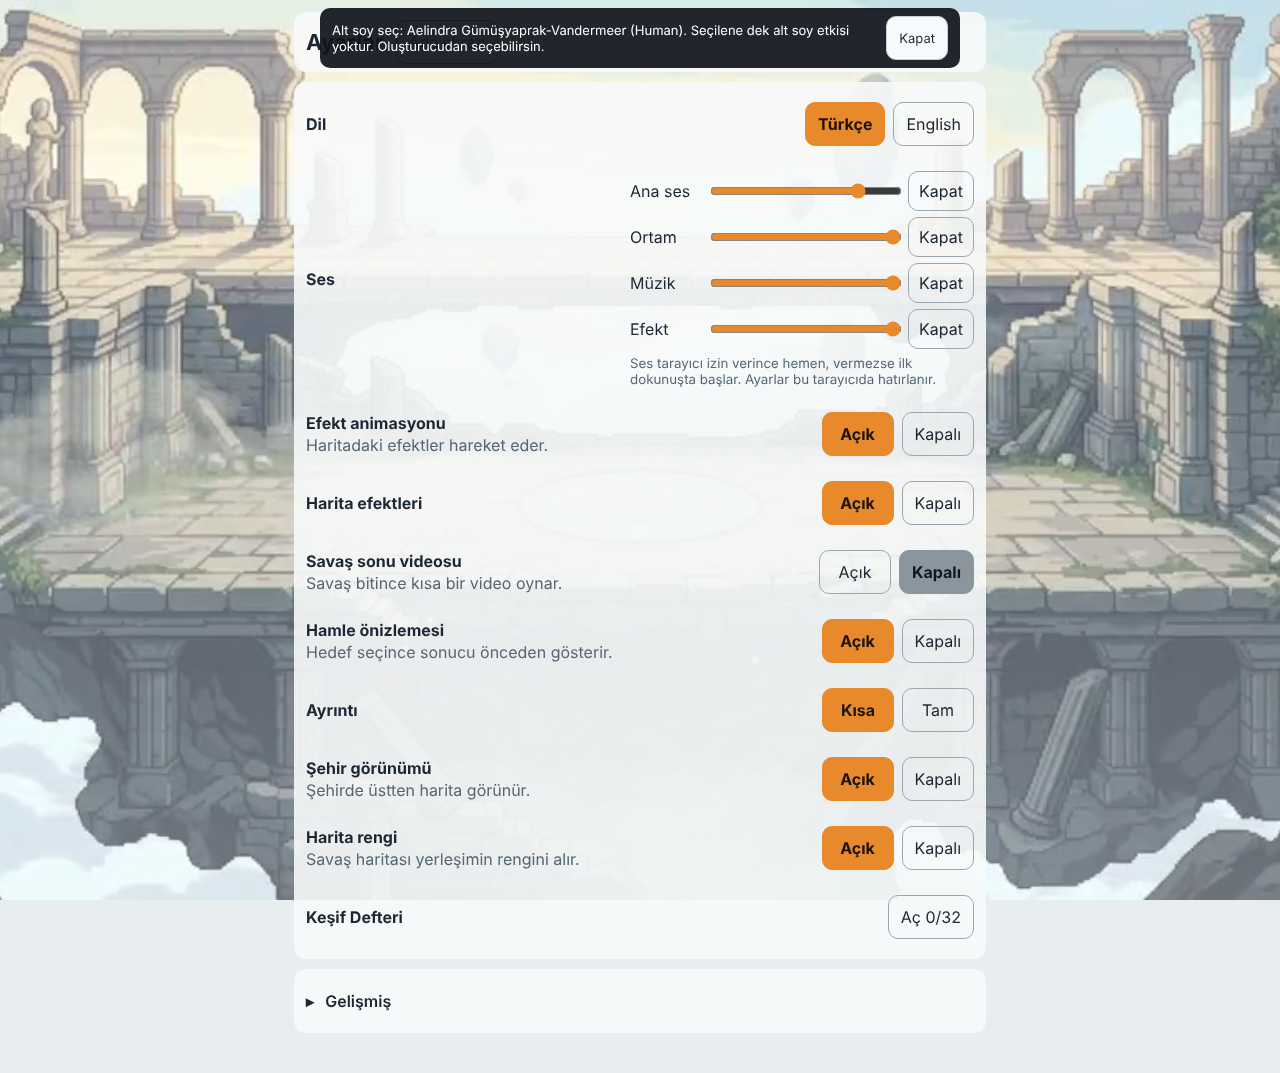 Alt soy seç: Aelindra Gümüşyaprak-Vandermeer (Human). Seçilene dek alt soy etkisi
yoktur. Oluşturucudan seçebilirsin.
Kapat
Dil
Türkçe
English
Ses
Ana ses
Kapat
Ortam
Kapat
Müzik
Kapat
Efekt
Kapat
Ses tarayıcı izin verince hemen, vermezse ilk
dokunuşta başlar. Ayarlar bu tarayıcıda hatırlanır.
Efekt animasyonu
Haritadaki efektler hareket eder.
Açık
Kapalı
Harita efektleri
Açık
Kapalı
Savaş sonu videosu
Savaş bitince kısa bir video oynar.
Açık
Kapalı
Hamle önizlemesi
Hedef seçince sonucu önceden gösterir.
Açık
Kapalı
Ayrıntı
Kısa
Tam
Şehir görünümü
Şehirde üstten harita görünür.
Açık
Kapalı
Harita rengi
Savaş haritası yerleşimin rengini alır.
Açık
Kapalı
Keşif Defteri
Aç 0/32
Gelişmiş